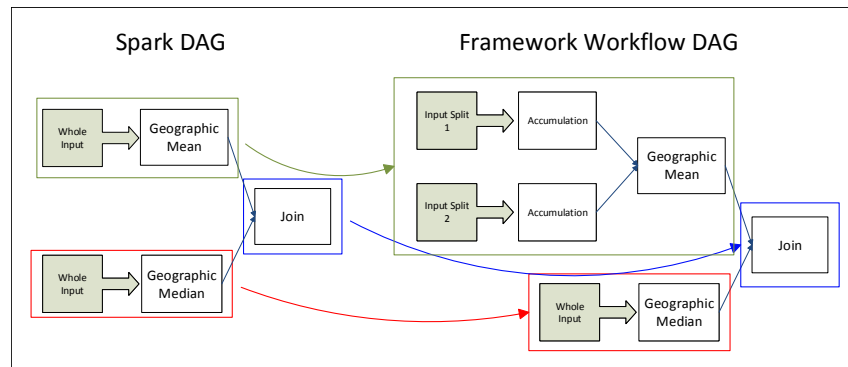 Spark DAG
Whole
Input
Geographic
Mean
Join
Whole
Input
Geographic
Median
Framework Workflow DAG
Input Split
1
Accumulation
Input Split
2
Accumulation
Geographic
Mean
Join
Whole
Input
Geographic
Median